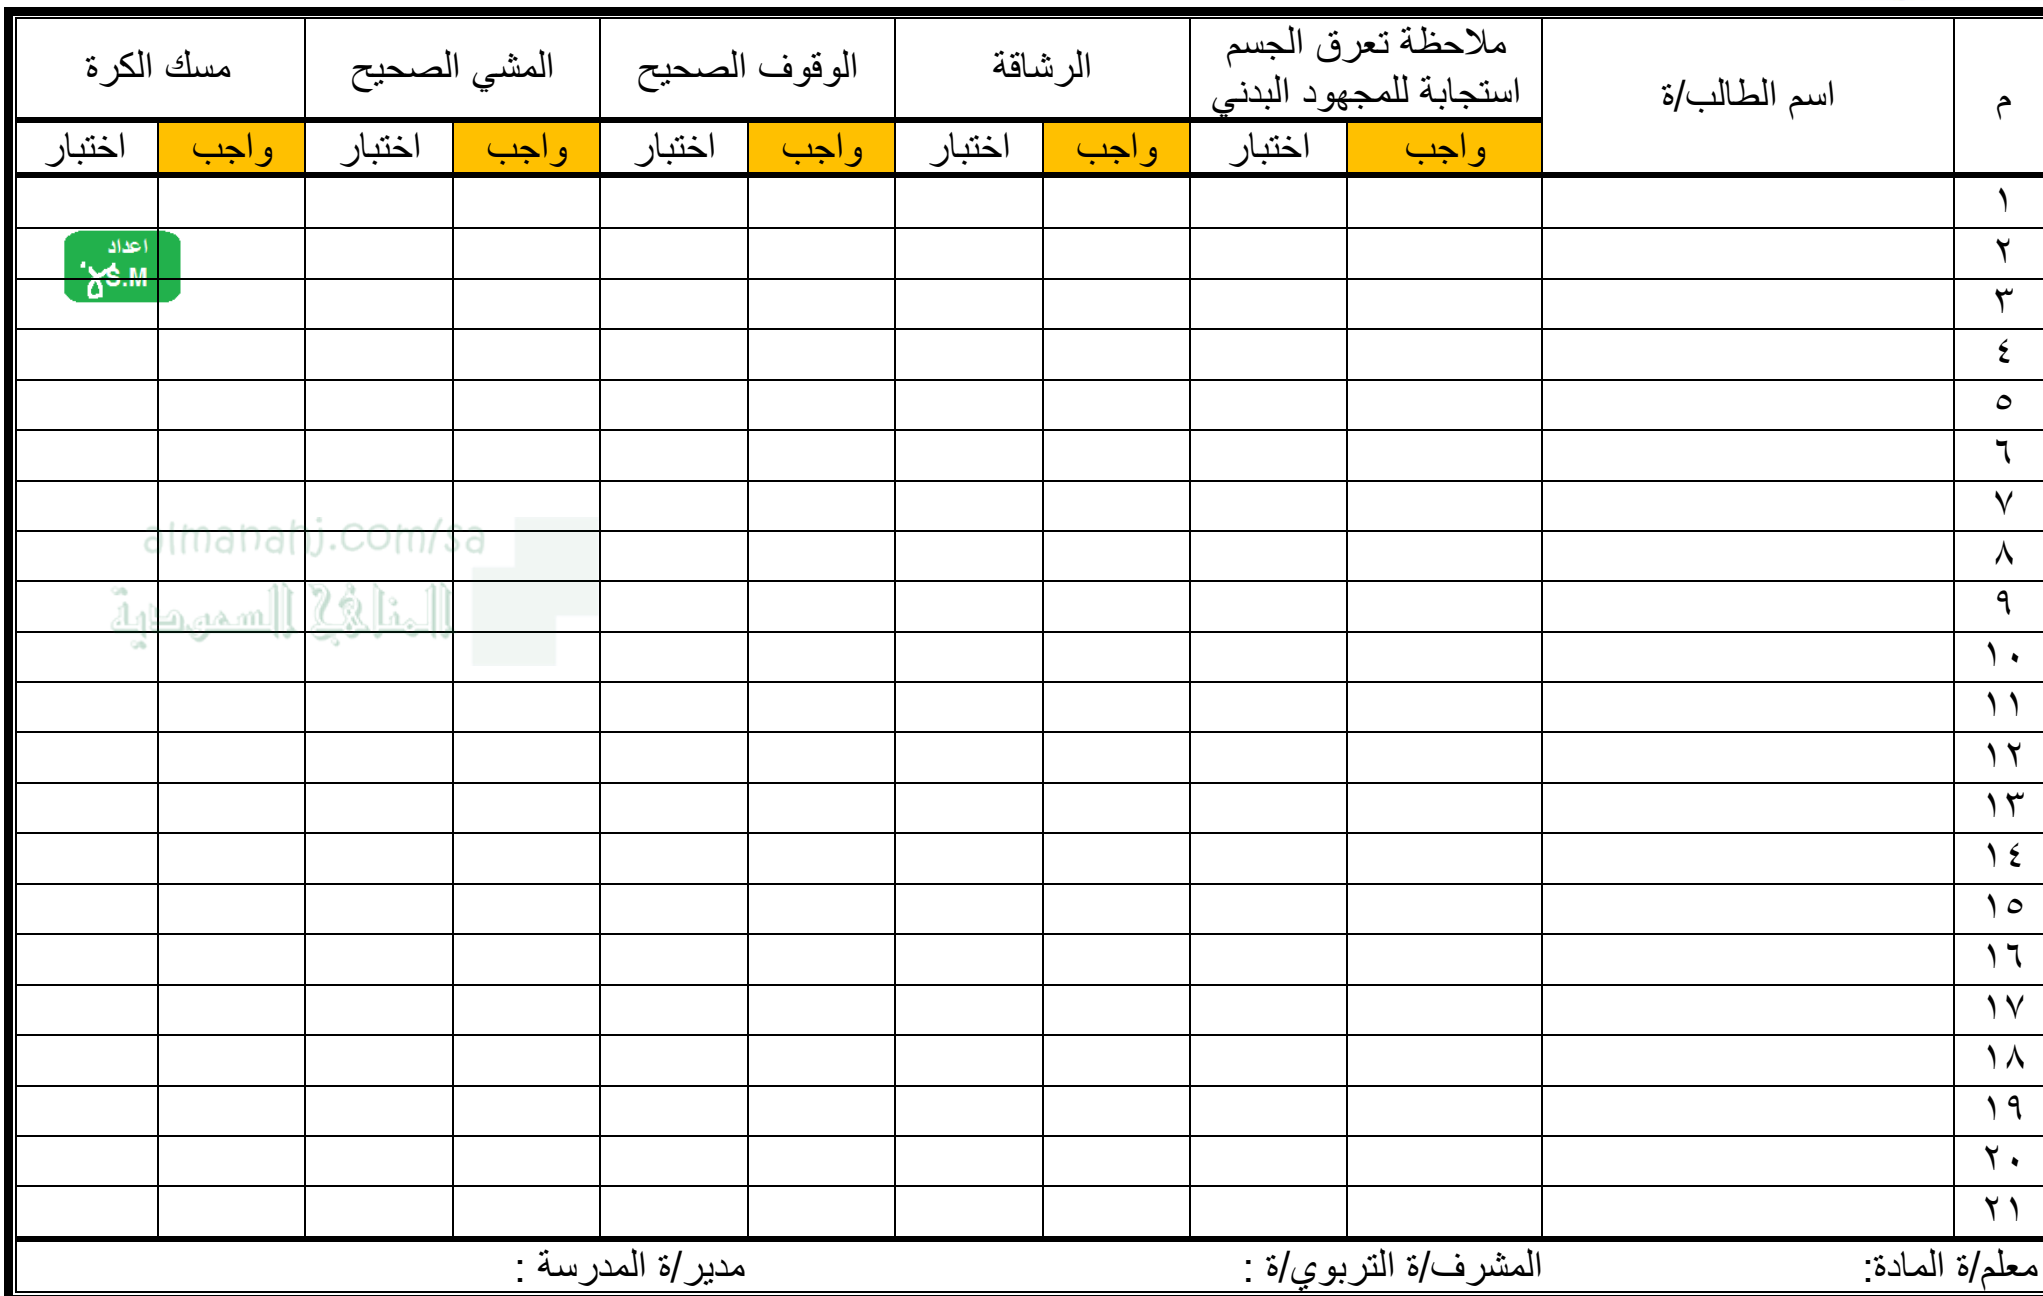 م
اسم الطالب/ة
ملاحظة تعرق الجسم
استجابة للمجهود البدني
الرشاقة
الوقوف الصحيح
المشي الصحيح
مسك الكرة
واجب اختبار واجب اختبار واجب اختبار واجب اختبار واجب اختبار
١
٢
٣
٤
٥
٦
٧
٨
٩
١٠
١١
١٢
١٣
١٤
١٥
١٦
١٧
١٨
١٩
٢٠
٢١
اعداد
S.M
almanahj.com/sa
المناهج السعودية
معلم/ة المادة: المشرف/ة التربوي/ة : مدير/ة المدرسة :